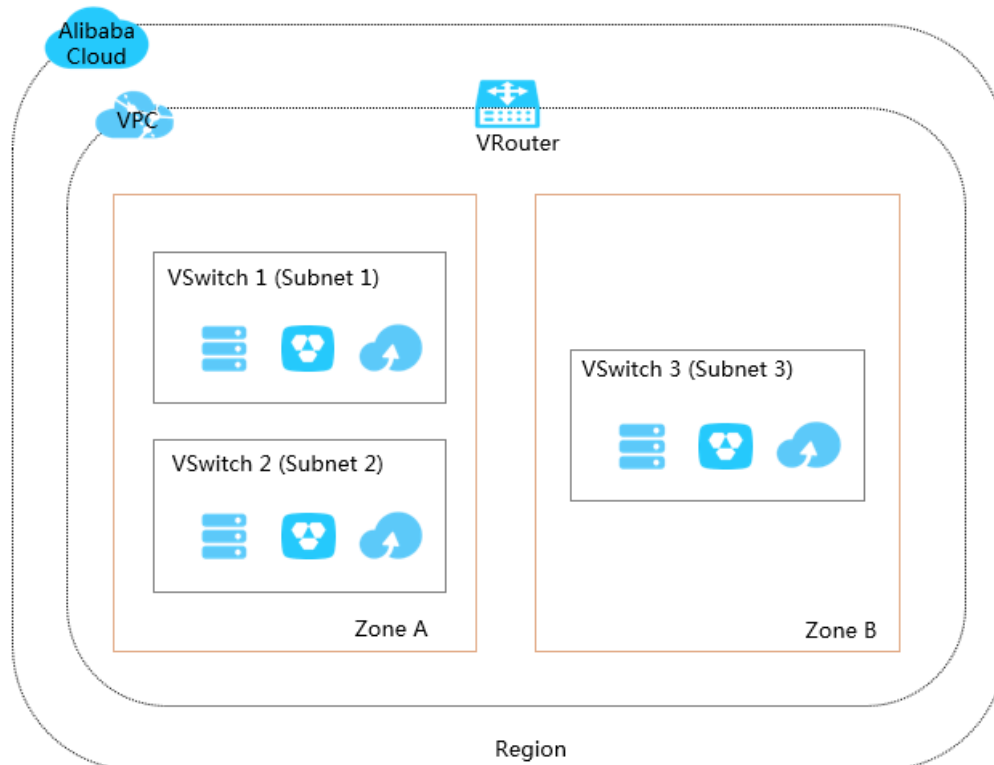 Alibaba
Cloud
VPC
VRouter
VSwitch 1 (Subnet 1)
VSwitch 2 (Subnet 2)
Zone A
VSwitch 3 (Subnet 3)
Zone B
Region